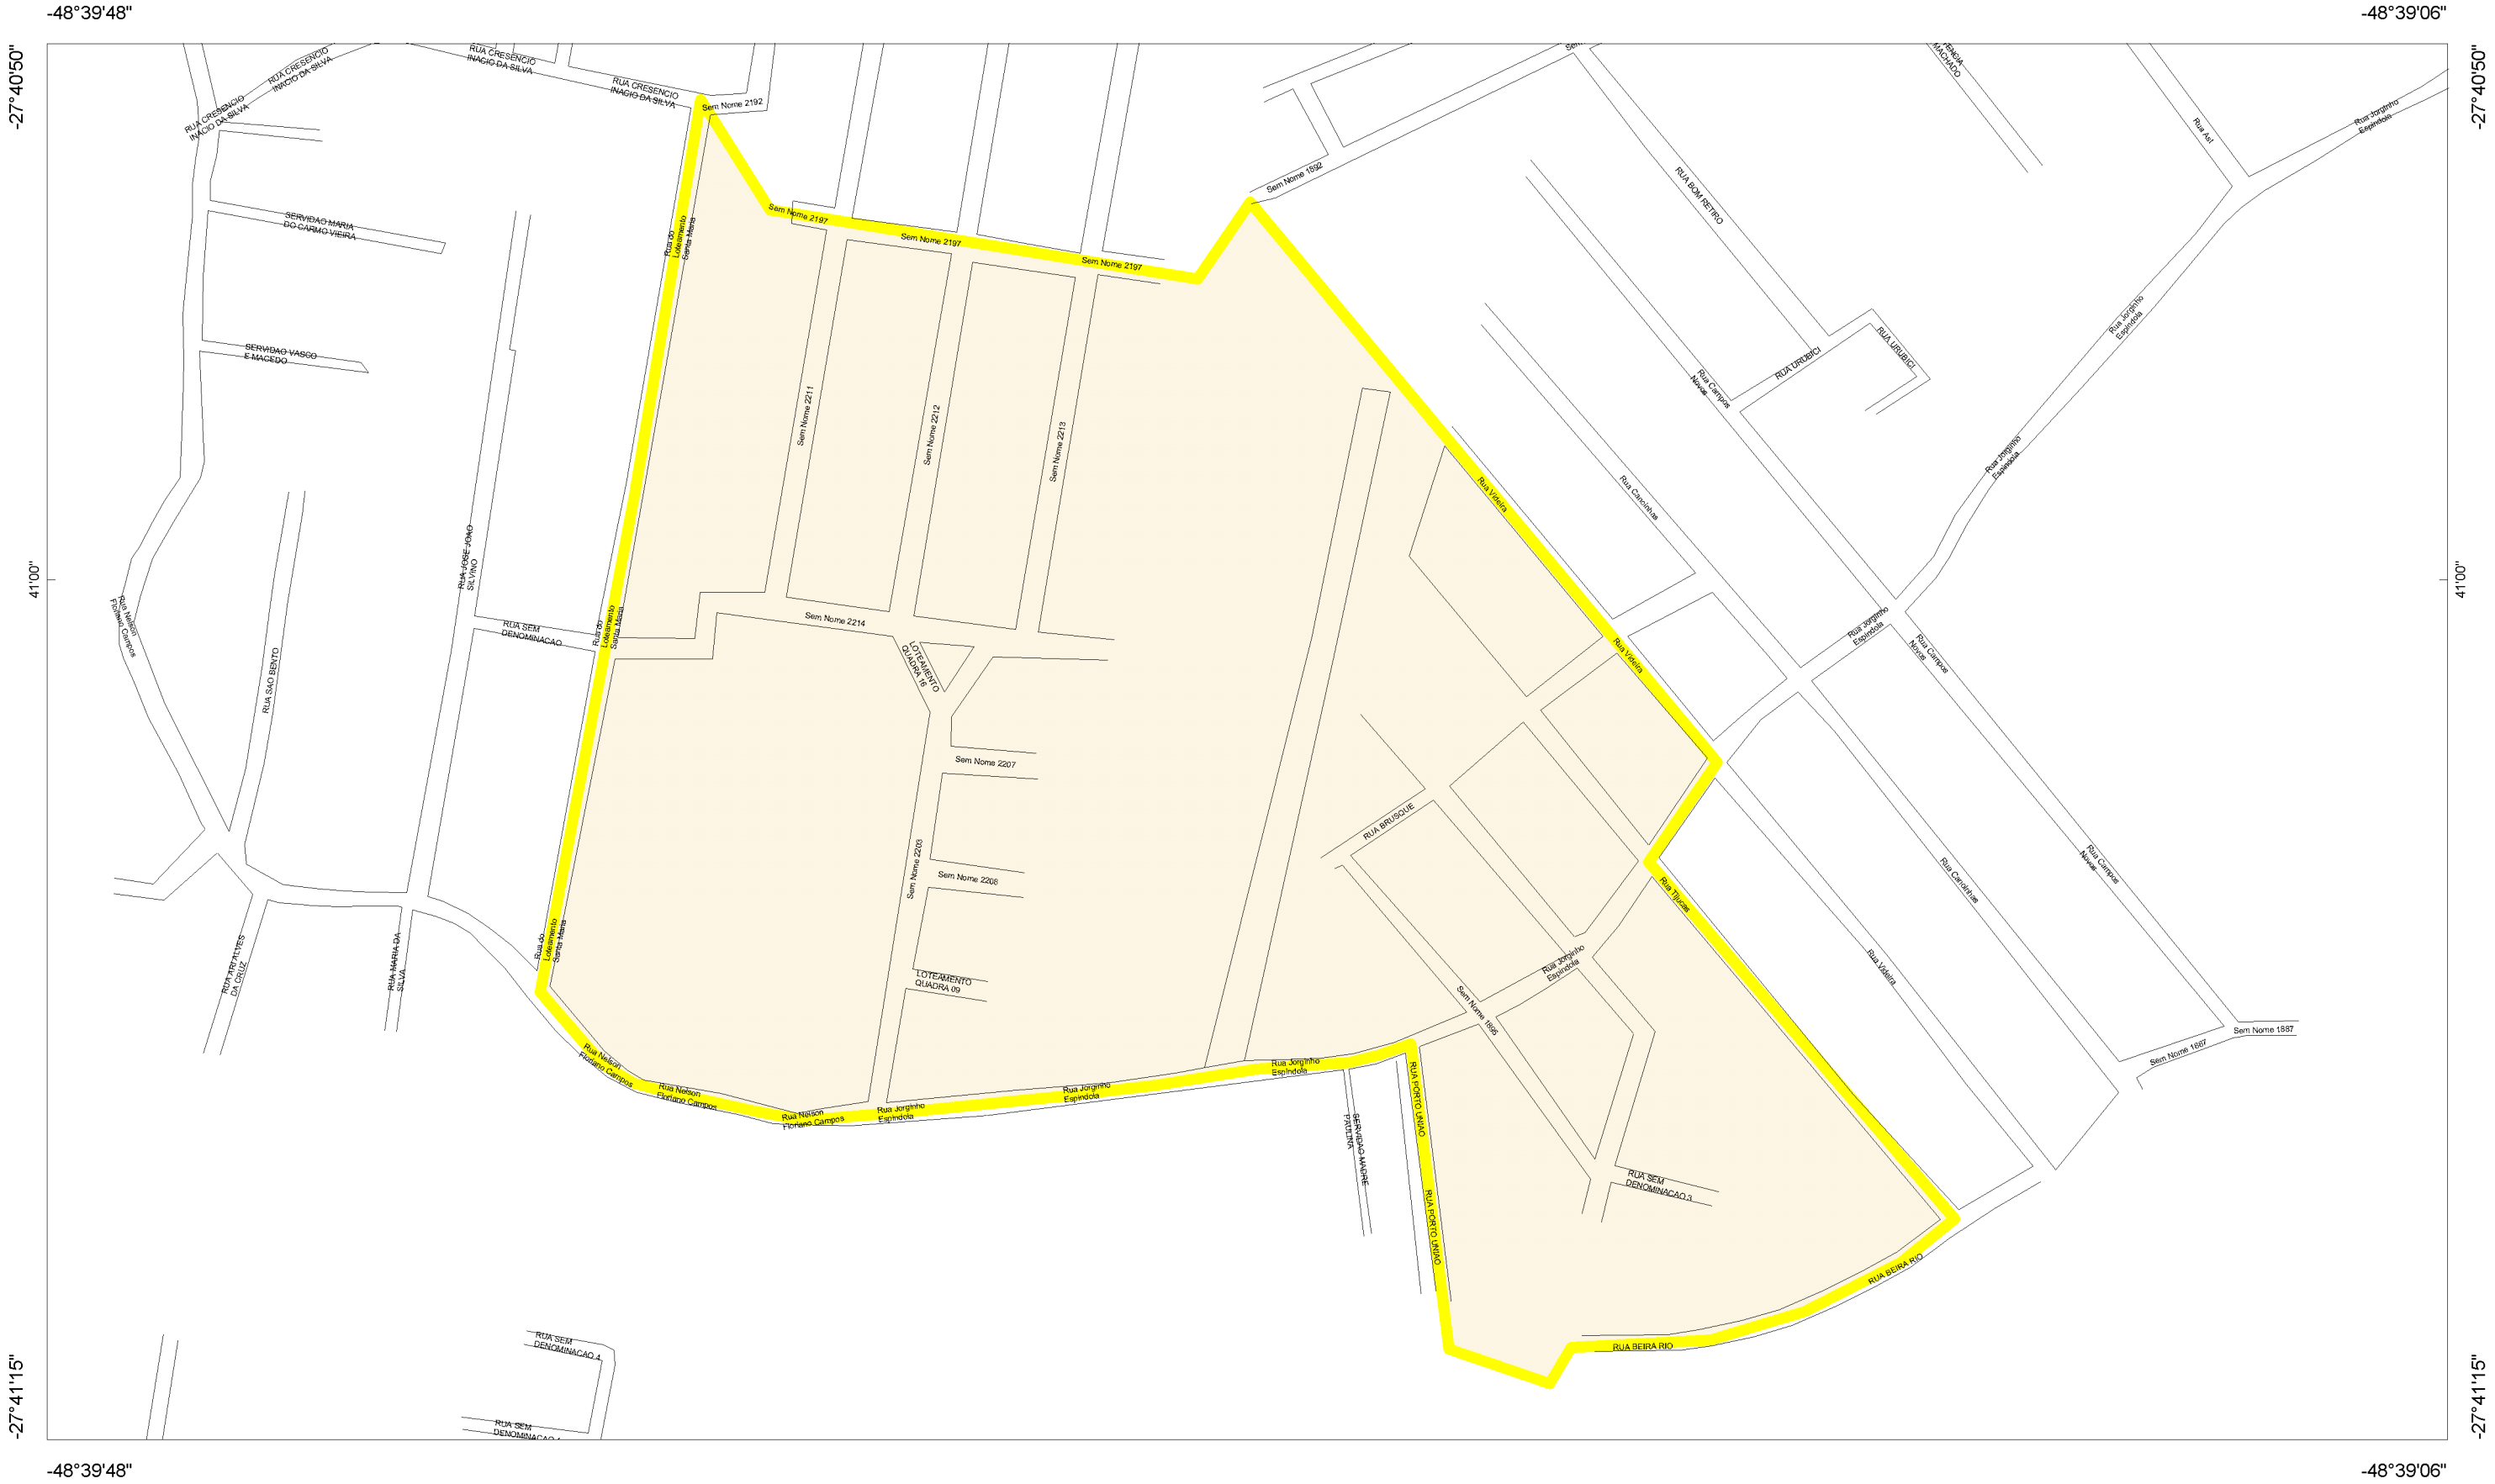 -48°39'48"
-48°39'06"
-27°40'50"
-27°40'50"
RUA CRESENCIO
INACIO DA SILVA
RUA CRESENCIO
INACIO DA SILVA
RUA CRESENCIO
INACIO DA SILVA
RUA CRESENCIO
INACIO DA SILVA
Sem Nome 2192
Sem
MACHADO
Rua Jorginho
Espindola
Rua Ast
Sem Nome 1892
RUA BOM RETIRO
SERVIDAO MARIA
DO CARMO VIEIRA
Rua do
Loteamento
Santa Maria
Sem Nome 2197
Sem Nome 2197
Sem Nome 2197
Rua Jorginho
Espindola
SERVIDAO VASCO
E MACEDO
RUA URUBICI
RUA URUBICI
Rua Campos
Novos
Sem Nome 2211
Sem Nome 2212
Sem Nome 2213
Rua Jorginho
Espindola
Rua Videira
Rua Canoinhas
RUA JOSE JOAO
SILVINO
41'00"
41'00"
Rua Nelson
Floriano Campos
RUA SEM
DENOMINACAO
Rua do
Loteamento
Santa Maria
Sem Nome 2214
LOTEAMENTO
QUADRA 16
Rua Videira
Rua Jorginho
Espindola
Rua Campos
Novos
RUA SAO BENTO
Sem Nome 2207
RUA BRUSQUE
Sem Nome 2203
Sem Nome 2208
Rua Tijucas
Rua Canoinhas
Rua Campos
Novos
RUA ARI ALVES
DA CRUZ
RUA MARIA DA
SILVA
Rua do
Loteamento
Santa Maria
LOTEAMENTO
QUADRA 09
Rua Jorginho
Espindola
Sem Nome 1895
Rua Videira
Sem Nome 1887
Sem Nome 1887
Rua Nelson
Floriano Campos
Rua Nelson
Floriano Campos
Rua Nelson
Floriano Campos
Rua Jorginho
Espindola
Rua Jorginho
Espindola
Rua Jorginho
Espindola
RUA PORTO UNIAO
SERVIDAO MADRE
PAULINA
RUA SEM
DENOMINACAO 3
RUA PORTO UNIAO
RUA BEIRA RIO
RUA BEIRA RIO
RUA SEM
DENOMINACAO 4
RUA SEM
-27°41'15"
-27°41'15"
-48°39'48"
-48°39'06"